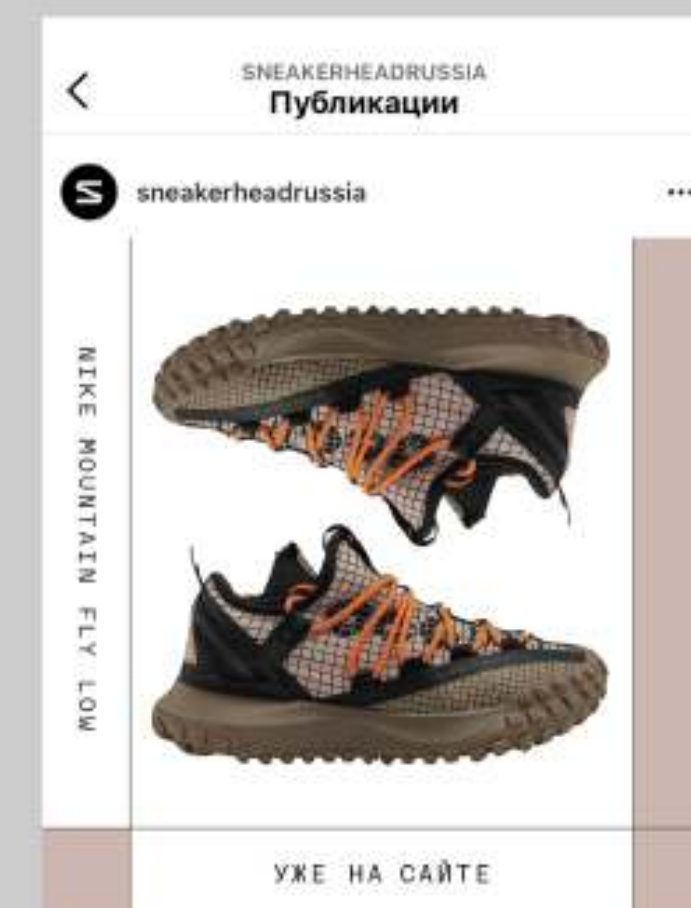 SNEAKERHEADRUSSIA
Публикации
sneakerheadrussia
NIKE MOUNTAIN FLY LOW
УЖЕ НА САЙТЕ